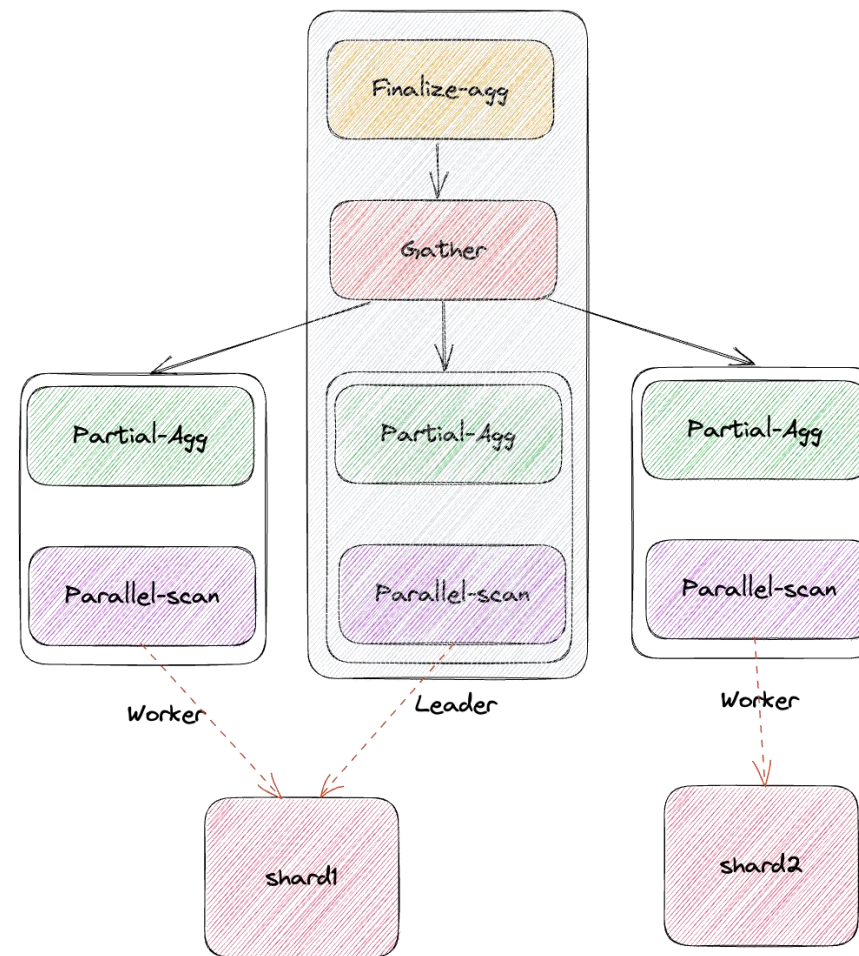 Finalize-agg
Gather
Partial-Agg
Partial-Agg
Partial-Agg
Parallel-scan
Parallel-scan
Parallel-scan
Worker
Leader
Worker
shard1
shard2